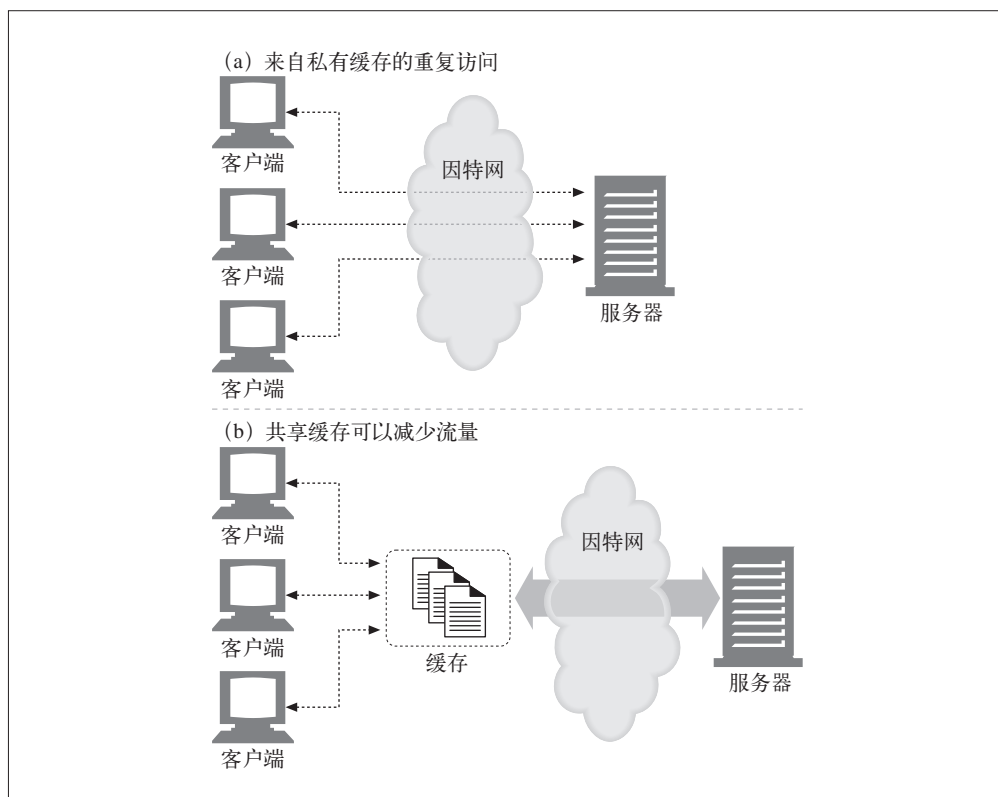 （a）来自私有缓存的重复访问
客户端
因特网
客户端
服务器
客户端
（b）共享缓存可以减少流量
客户端
因特网
客户端
缓存
服务器
客户端